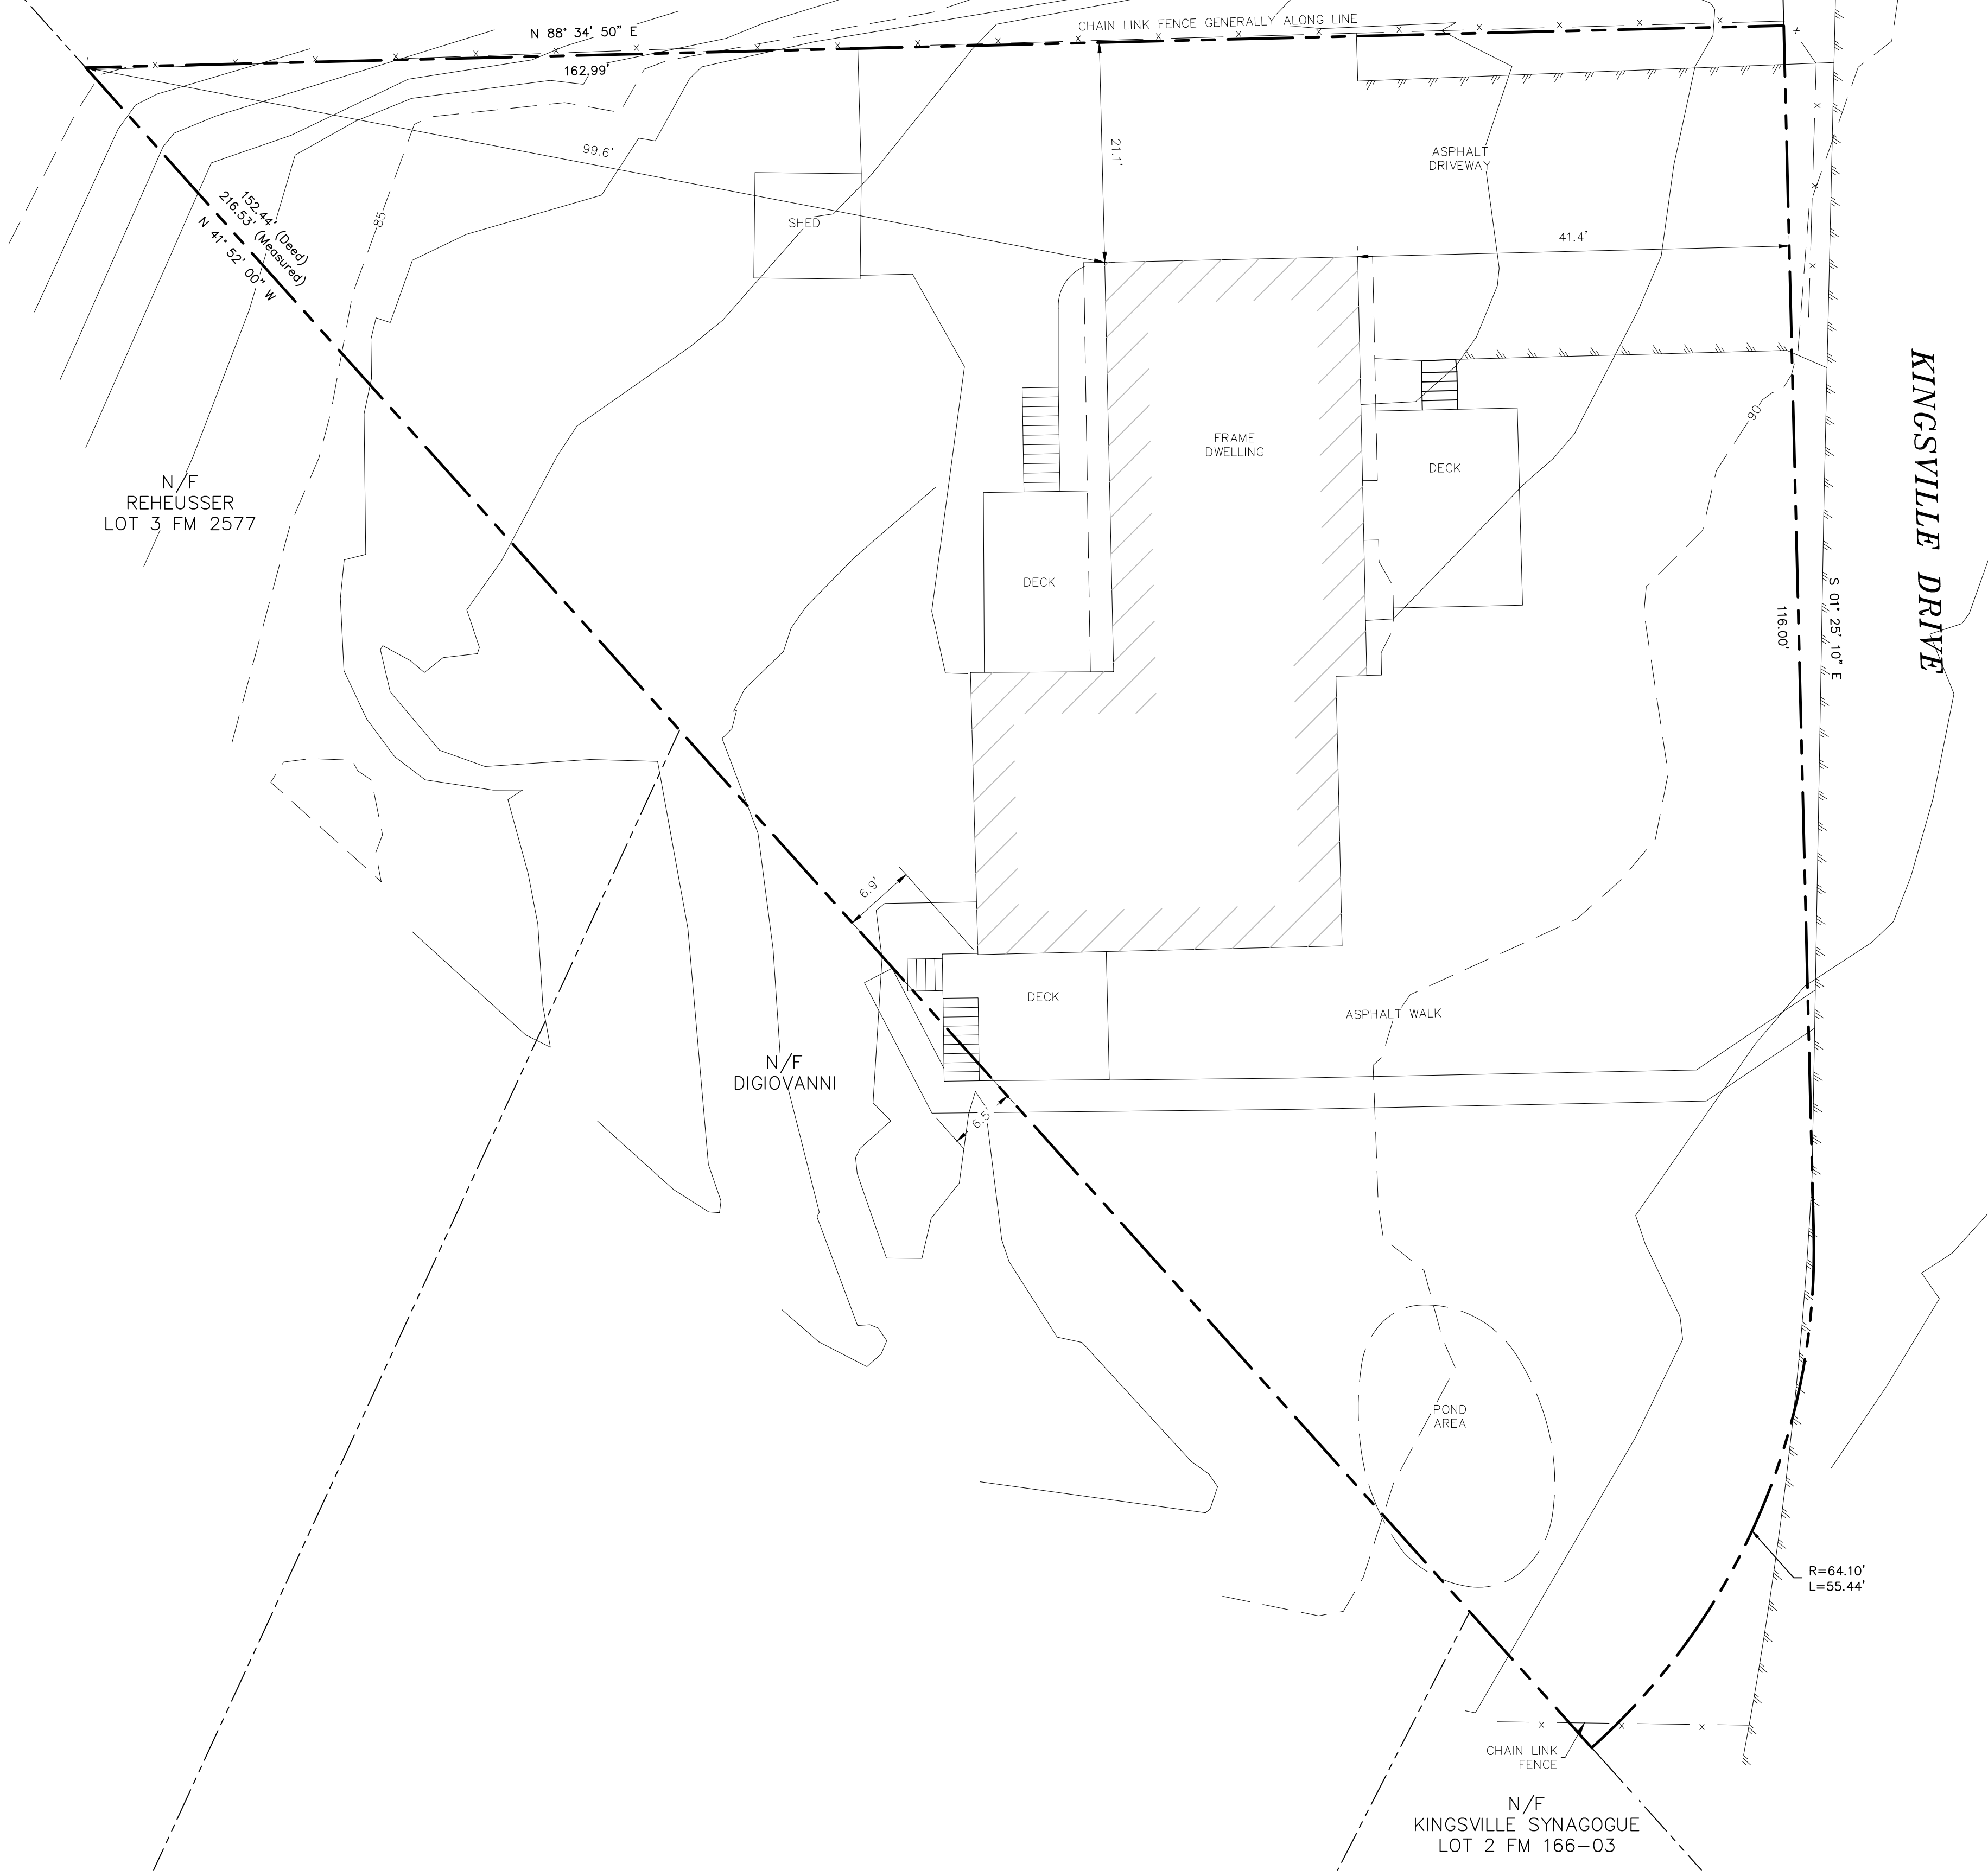 CHAIN LINK FENCE GENERALLY ALONG LINE
N 88° 34' 50" E
162.99'
99.6'
21.1'
ASPHALT
DRIVEWAY
152.44' (Deed)
216.53' (Measured)
N 41° 52' 00" W
85
SHED
41.4'
KINGSVILLE DRIVE
90
FRAME
DWELLING
DECK
N/F
REHEUSSER
LOT 3 FM 2577
DECK
S 01° 25' 10" E
116.00'
6.9'
DECK
ASPHALT WALK
N/F
DIGIOVANNI
6.5'
POND
AREA
R=64.10'
L=55.44'
CHAIN LINK
FENCE
N/F
KINGSVILLE SYNAGOGUE
LOT 2 FM 166-03